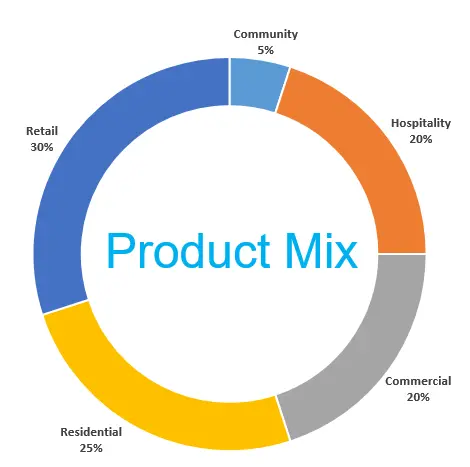 Community
5%
Hospitality
20%
Retail
30%
Product Mix
Commercial
20%
Residential
25%